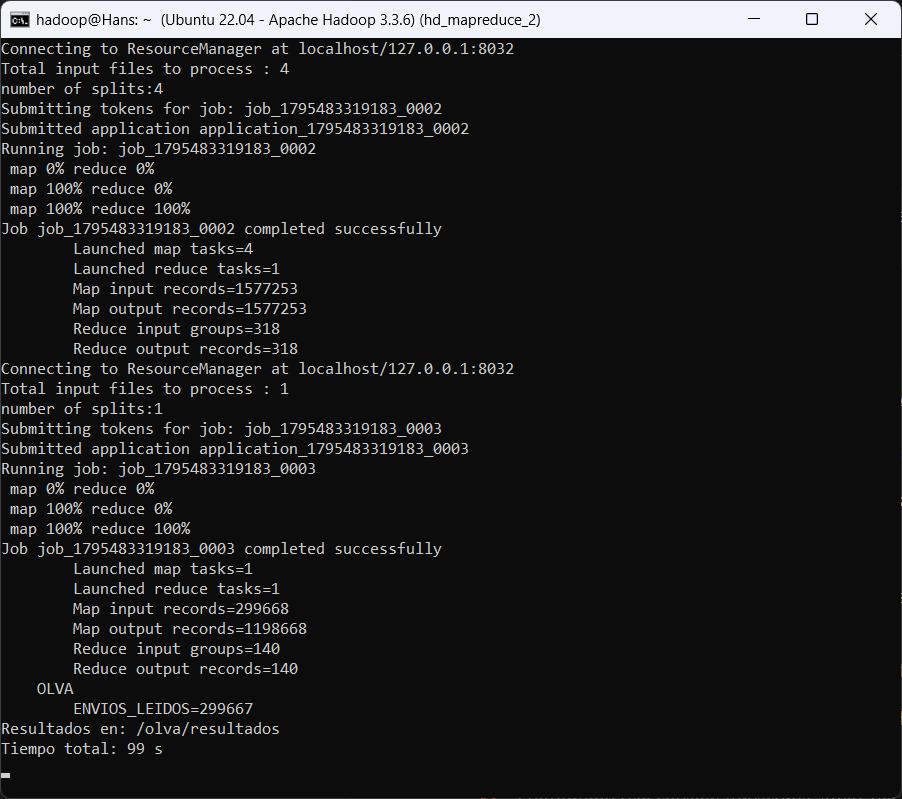 hadoop@Hans: ~ (Ubuntu 22.04 - Apache Hadoop 3.3.6) (hd_mapreduce_2)
Connecting to ResourceManager at localhost/127.0.0.1:8032
Total input files to process : 4
number of splits:4
Submitting tokens for job: job_1795483319183_0002
Submitted application application_1795483319183_0002
Running job: job_1795483319183_0002
map 0% reduce 0%
map 100% reduce 0%
map 100% reduce 100%
Job job_1795483319183_0002 completed successfully
Launched map tasks=4
Launched reduce tasks=1
Map input records=1577253
Map output records=1577253
Reduce input groups=318
Reduce output records=318
Connecting to ResourceManager at localhost/127.0.0.1:8032
Total input files to process : 1
number of splits:1
Submitting tokens for job: job_1795483319183_0003
Submitted application application_1795483319183_0003
Running job: job_1795483319183_0003
map 0% reduce 0%
map 100% reduce 0%
map 100% reduce 100%
Job job_1795483319183_0003 completed successfully
Launched map tasks=1
Launched reduce tasks=1
Map input records=299668
Map output records=1198668
Reduce input groups=140
Reduce output records=140
OLVA
ENVIOS_LEIDOS=299667
Resultados en: /olva/resultados
Tiempo total: 99 s